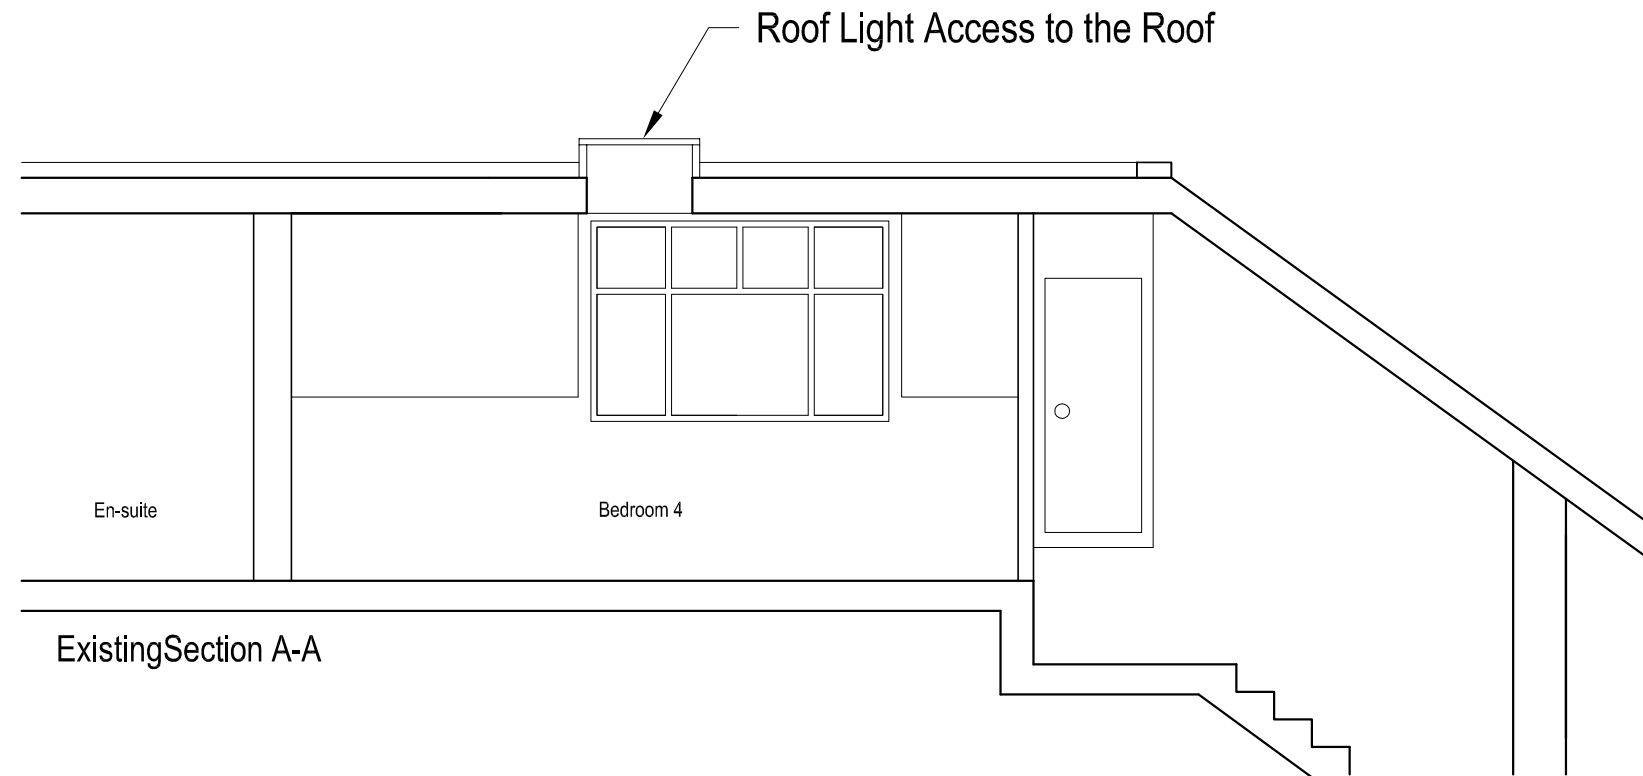 Roof Light Access to the Roof
En-suite
Bedroom 4
ExistingSection A-A